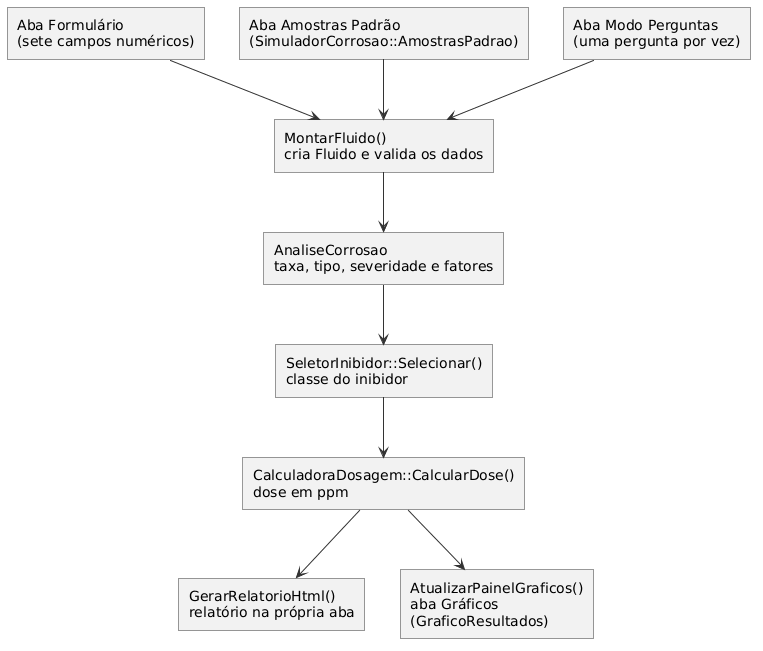 Aba Formulário
(sete campos numéricos)
Aba Amostras Padrão
(SimuladorCorrosao::AmostrasPadrao)
Aba Modo Perguntas
(uma pergunta por vez)
MontarFluido()
cria Fluido e valida os dados
AnaliseCorrosao
taxa, tipo, severidade e fatores
SeletorInibidor::Selecionar()
classe do inibidor
CalculadoraDosagem::CalcularDose()
dose em ppm
GerarRelatorioHtml()
relatório na própria aba
AtualizarPainelGraficos()
aba Gráficos
(GraficoResultados)